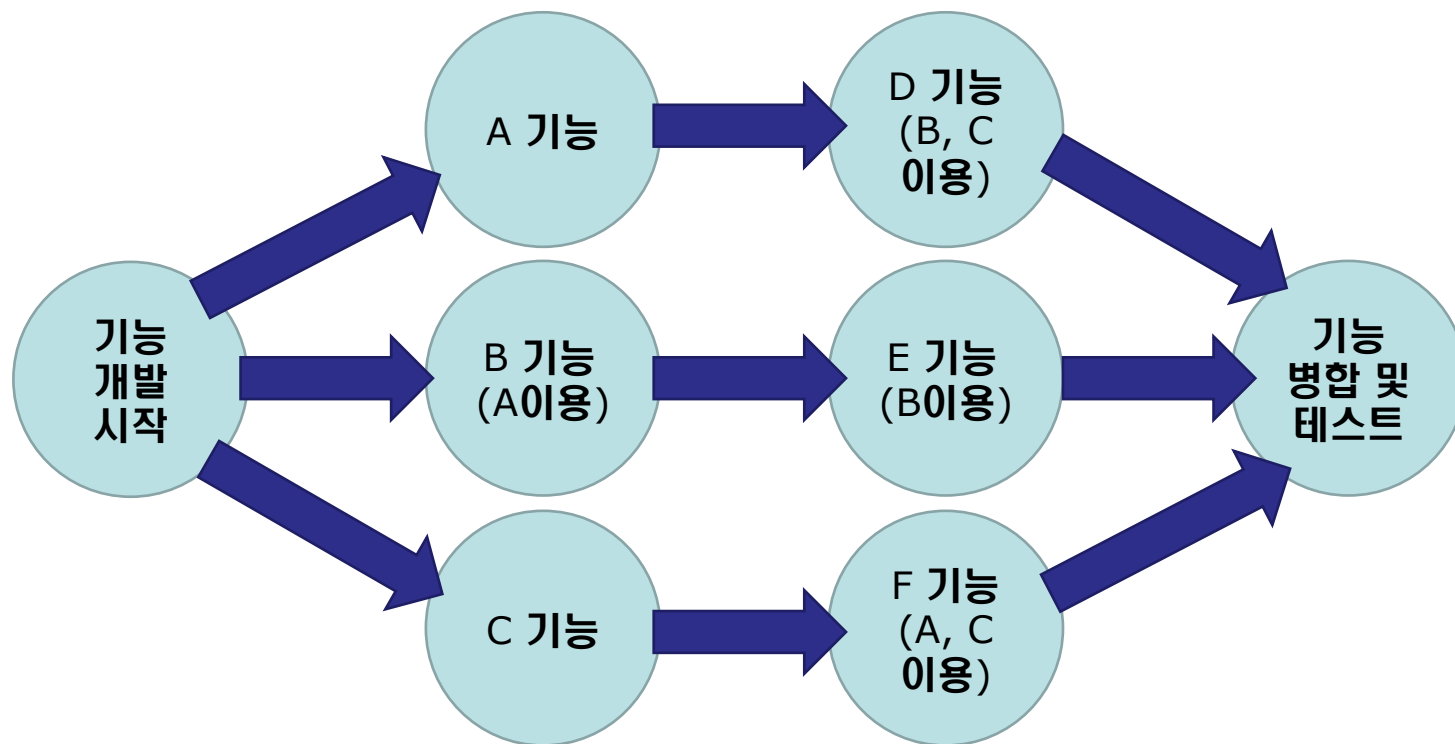 기능
개발
시작
A 기능
B 기능
(A이용)
C 기능
D 기능
(B, C
이용)
E 기능
(B이용)
F 기능
(A, C
이용)
기능
병합 및
테스트